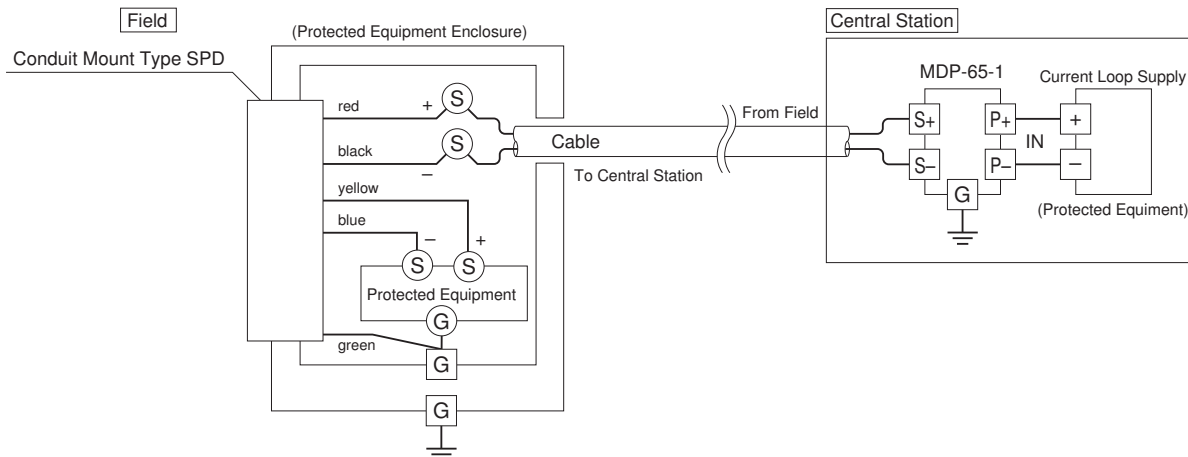 Field
(Protected Equipment Enclosure)
Central Station
Conduit Mount Type SPD
MDP-65-1
Current Loop Supply
red
+
S
From Field
S+
P+
+
Cable
IN
black
S
–
S–
P–
–
To Central Station
yellow
G
blue
–
+
(Protected Equiment)
S
S
Protected Equipment
G
green
G
G